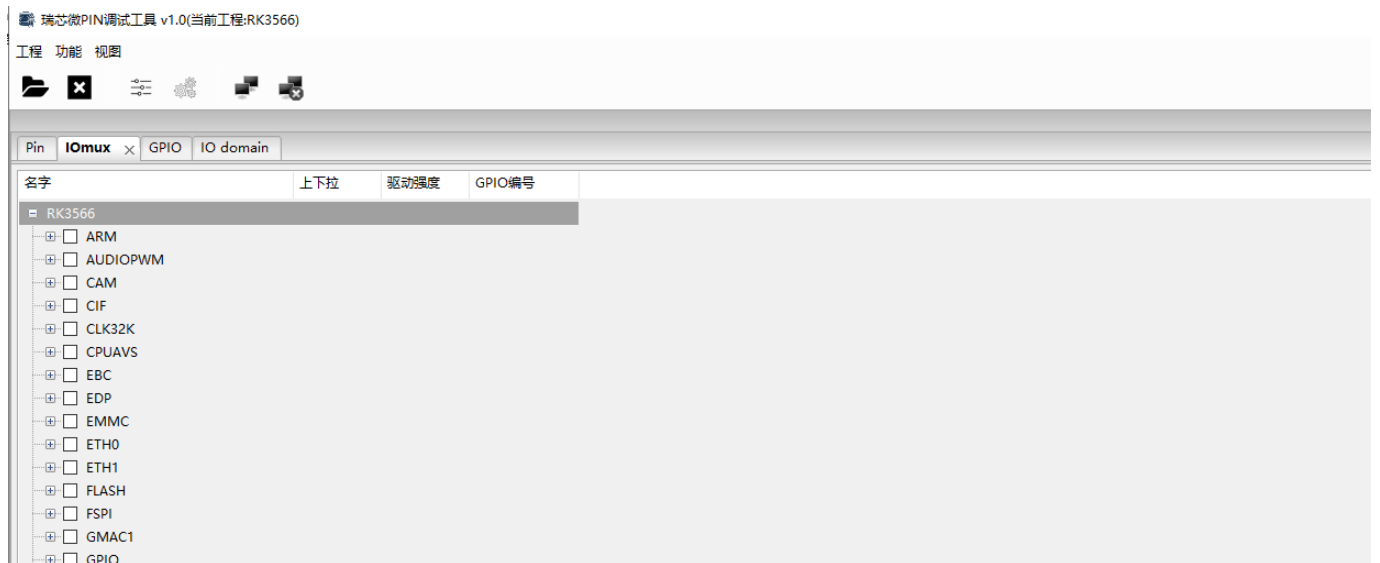 瑞芯微PIN调试工具 v1.0(当前工程:RK3566)
工程 功能 视图
Pin IOmux GPIO IO domain
名字 上下拉 驱动强度 GPIO编号
RK3566
ARM
AUDIOPWM
CAM
CIF
CLK32K
CPUAVS
EBC
EDP
EMMC
ETH0
ETH1
FLASH
FSPI
GMAC1
GPIO